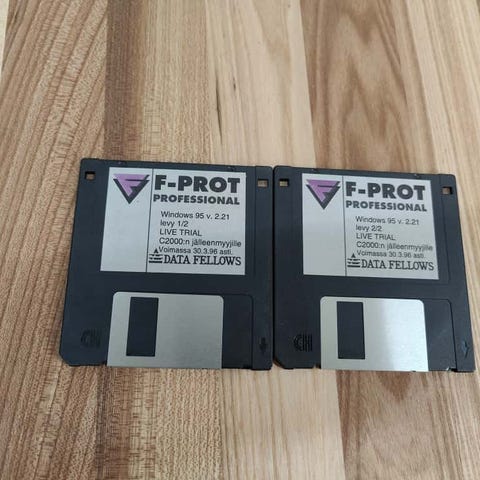 F-PROT
PROFESSIONAL
Windows 95 v. 2.21
levy 1/2
LIVE TRIAL
C2000:n jälleenmyyjille
Voimassa 30.3.96 asti.
DATA FELLOWS
F-PROT
PROFESSIONAL
Windows 95 v. 2.21
levy 2/2
LIVE TRIAL
C2000:n jälleenmyyjille
Voimassa 30.3.96 asti.
DATA FELLOWS